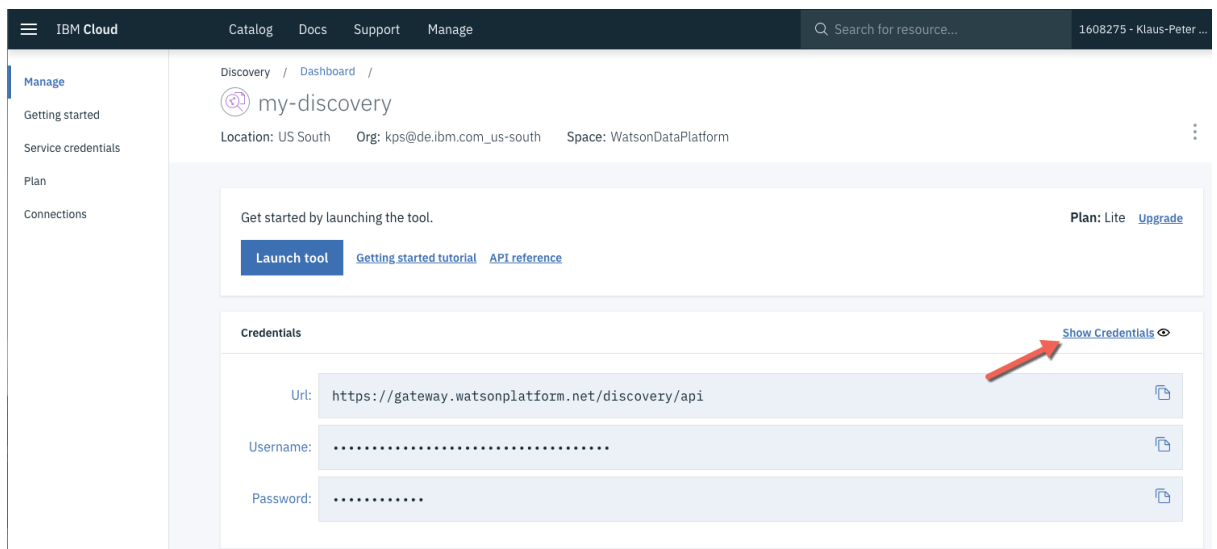 IBM Cloud Catalog Docs Support Manage Search for resource... 1608275 - Klaus-Peter ...
Manage
Getting started
Service credentials
Plan
Connections
Discovery / Dashboard /
my-discovery
Location: US South Org: kps@de.ibm.com_us-south Space: WatsonDataPlatform
Get started by launching the tool. Plan: Lite Upgrade
Launch tool Getting started tutorial API reference
Credentials Show Credentials
Url: https://gateway.watsonplatform.net/discovery/api
Username: ••••••••••••••••••••••••••••••••••••
Password: ••••••••••••